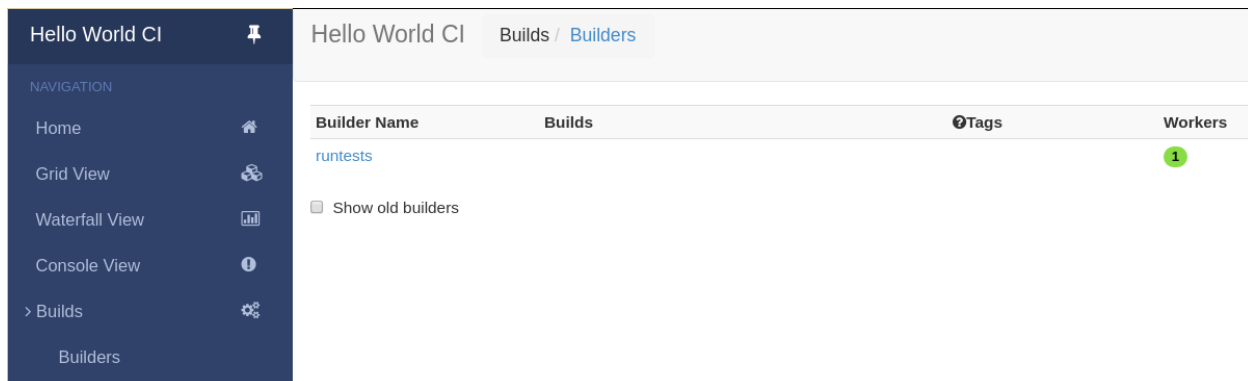 Hello World CI
NAVIGATION
Home
Grid View
Waterfall View
Console View
Builds
Builders
Hello World CI Builds / Builders
Builder Name Builds Tags Workers
runtests 1
Show old builders